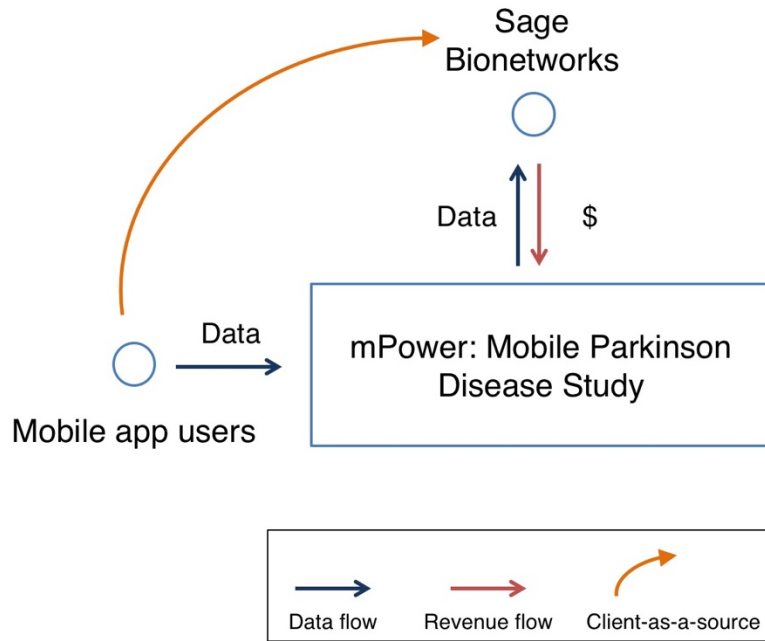 Sage
Bionetworks
Data
$
Data
mPower: Mobile Parkinson
Disease Study
Mobile app users
Data flow
Revenue flow
Client-as-a-source